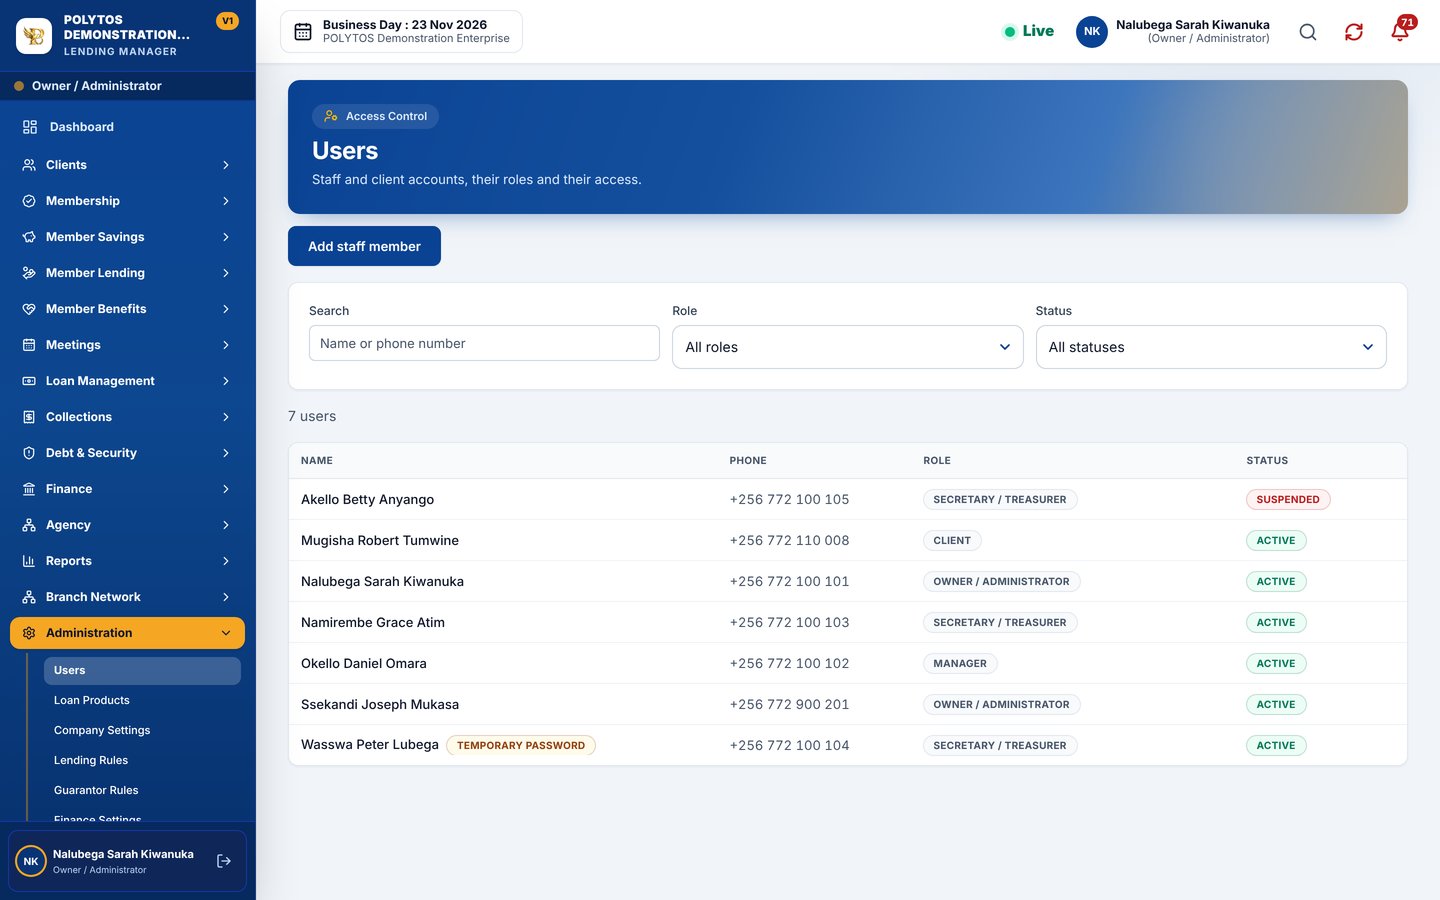 POLYTOS
DEMONSTRATION...
LENDING MANAGER
V1
Owner / Administrator
Dashboard
Clients
Membership
Member Savings
Member Lending
Member Benefits
Meetings
Loan Management
Collections
Debt & Security
Finance
Agency
Reports
Branch Network
Administration
Users
Loan Products
Company Settings
Lending Rules
Guarantor Rules
Finance Settings
NK
Nalubega Sarah Kiwanuka
Owner / Administrator
Business Day : 23 Nov 2026
POLYTOS Demonstration Enterprise
Live
NK
Nalubega Sarah Kiwanuka
(Owner / Administrator)
71
Access Control
Users
Staff and client accounts, their roles and their access.
Add staff member
Search
Name or phone number
Role
All roles
Status
All statuses
7 users
NAME PHONE ROLE STATUS
Akello Betty Anyango +256 772 100 105 SECRETARY / TREASURER SUSPENDED
Mugisha Robert Tumwine +256 772 110 008 CLIENT ACTIVE
Nalubega Sarah Kiwanuka +256 772 100 101 OWNER / ADMINISTRATOR ACTIVE
Namirembe Grace Atim +256 772 100 103 SECRETARY / TREASURER ACTIVE
Okello Daniel Omara +256 772 100 102 MANAGER ACTIVE
Ssekandi Joseph Mukasa +256 772 900 201 OWNER / ADMINISTRATOR ACTIVE
Wasswa Peter Lubega TEMPORARY PASSWORD +256 772 100 104 SECRETARY / TREASURER ACTIVE